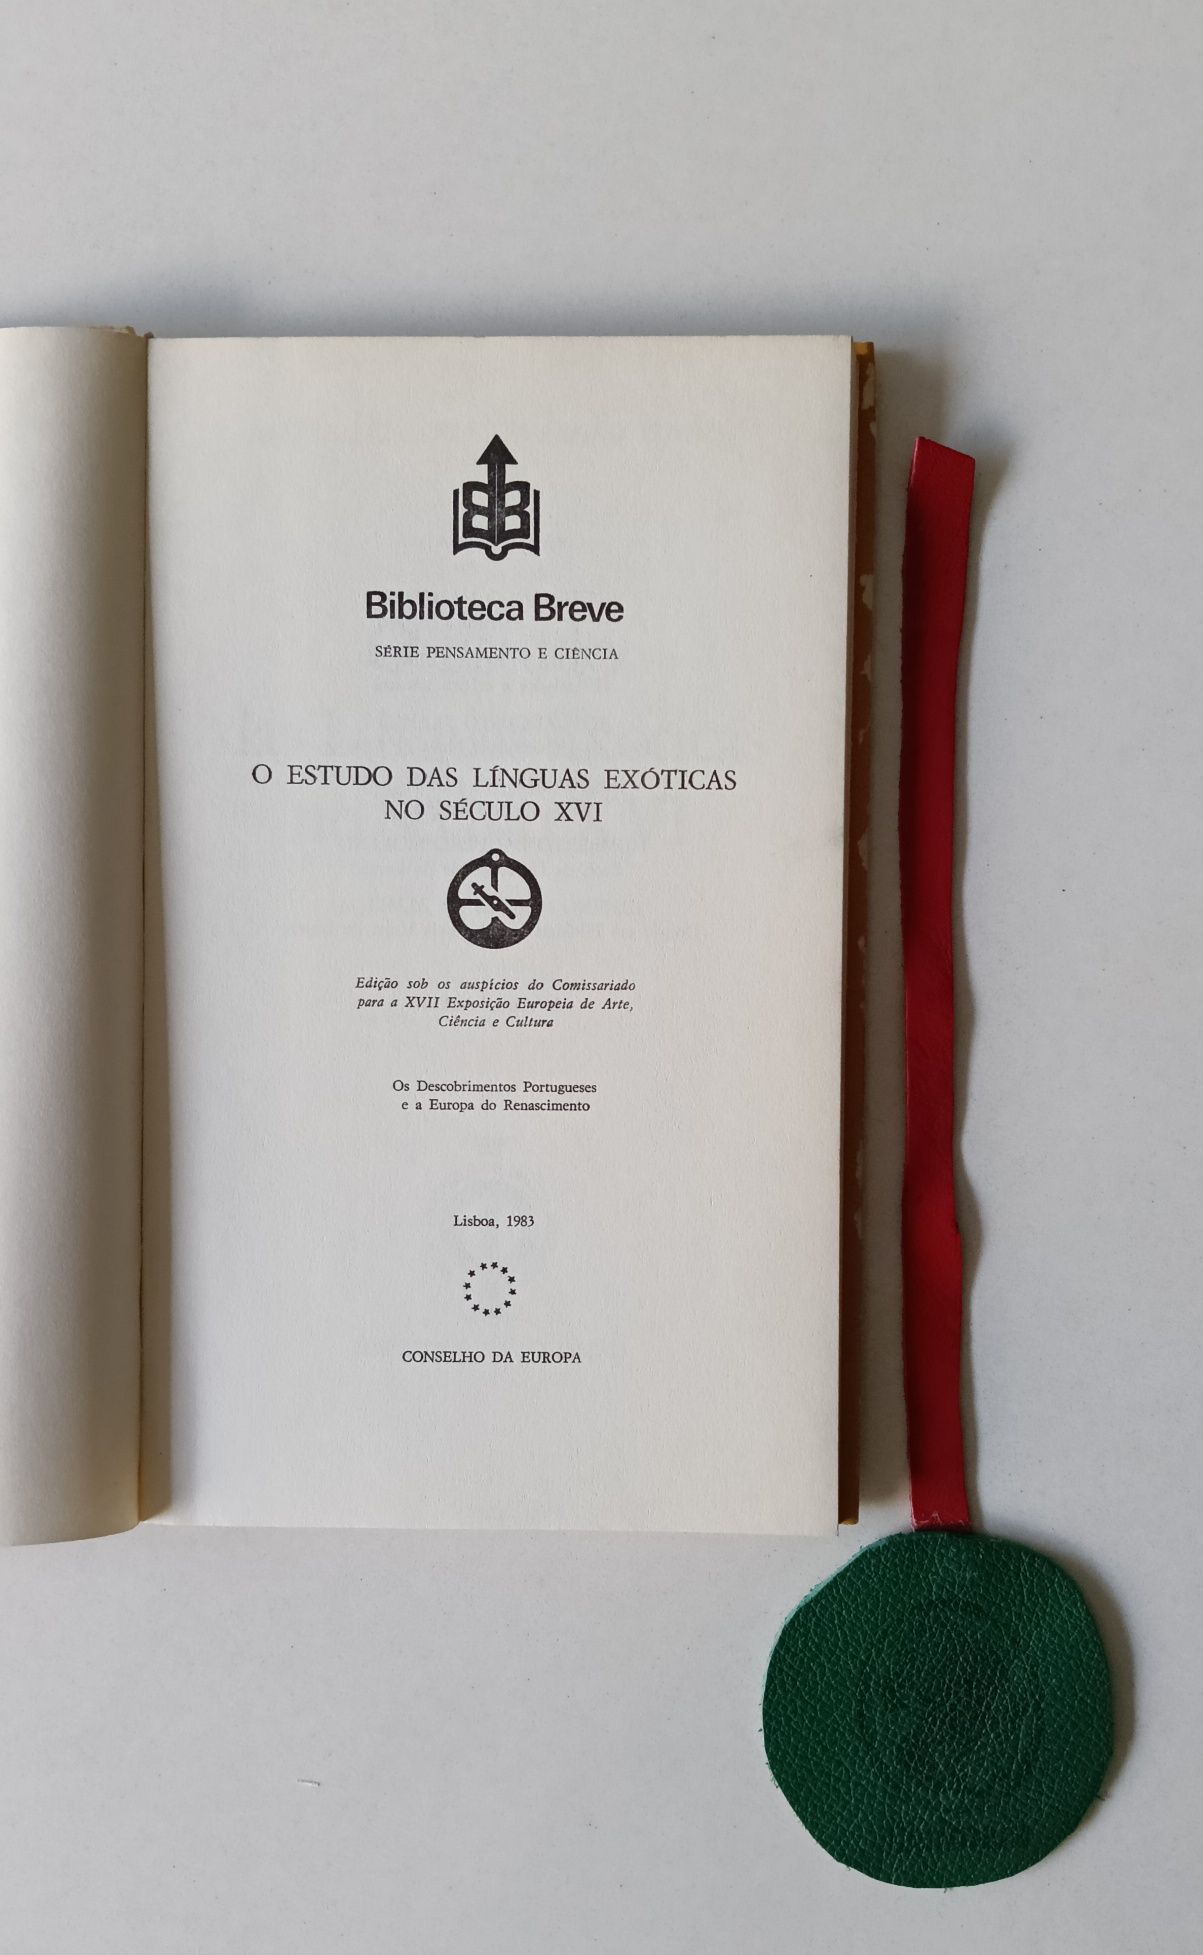 BB
Biblioteca Breve
SÉRIE PENSAMENTO E CIÊNCIA
O ESTUDO DAS LÍNGUAS EXÓTICAS
NO SÉCULO XVI
Edição sob os auspícios do Comissariado
para a XVII Exposição Europeia de Arte,
Ciência e Cultura
Os Descobrimentos Portugueses
e a Europa do Renascimento
Lisboa, 1983
CONSELHO DA EUROPA